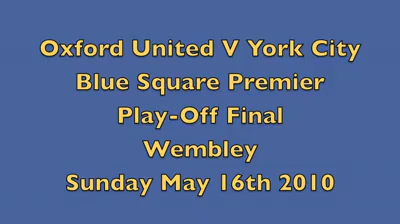 Oxford United V York City
Blue Square Premier
Play-Off Final
Wembley
Sunday May 16th 2010